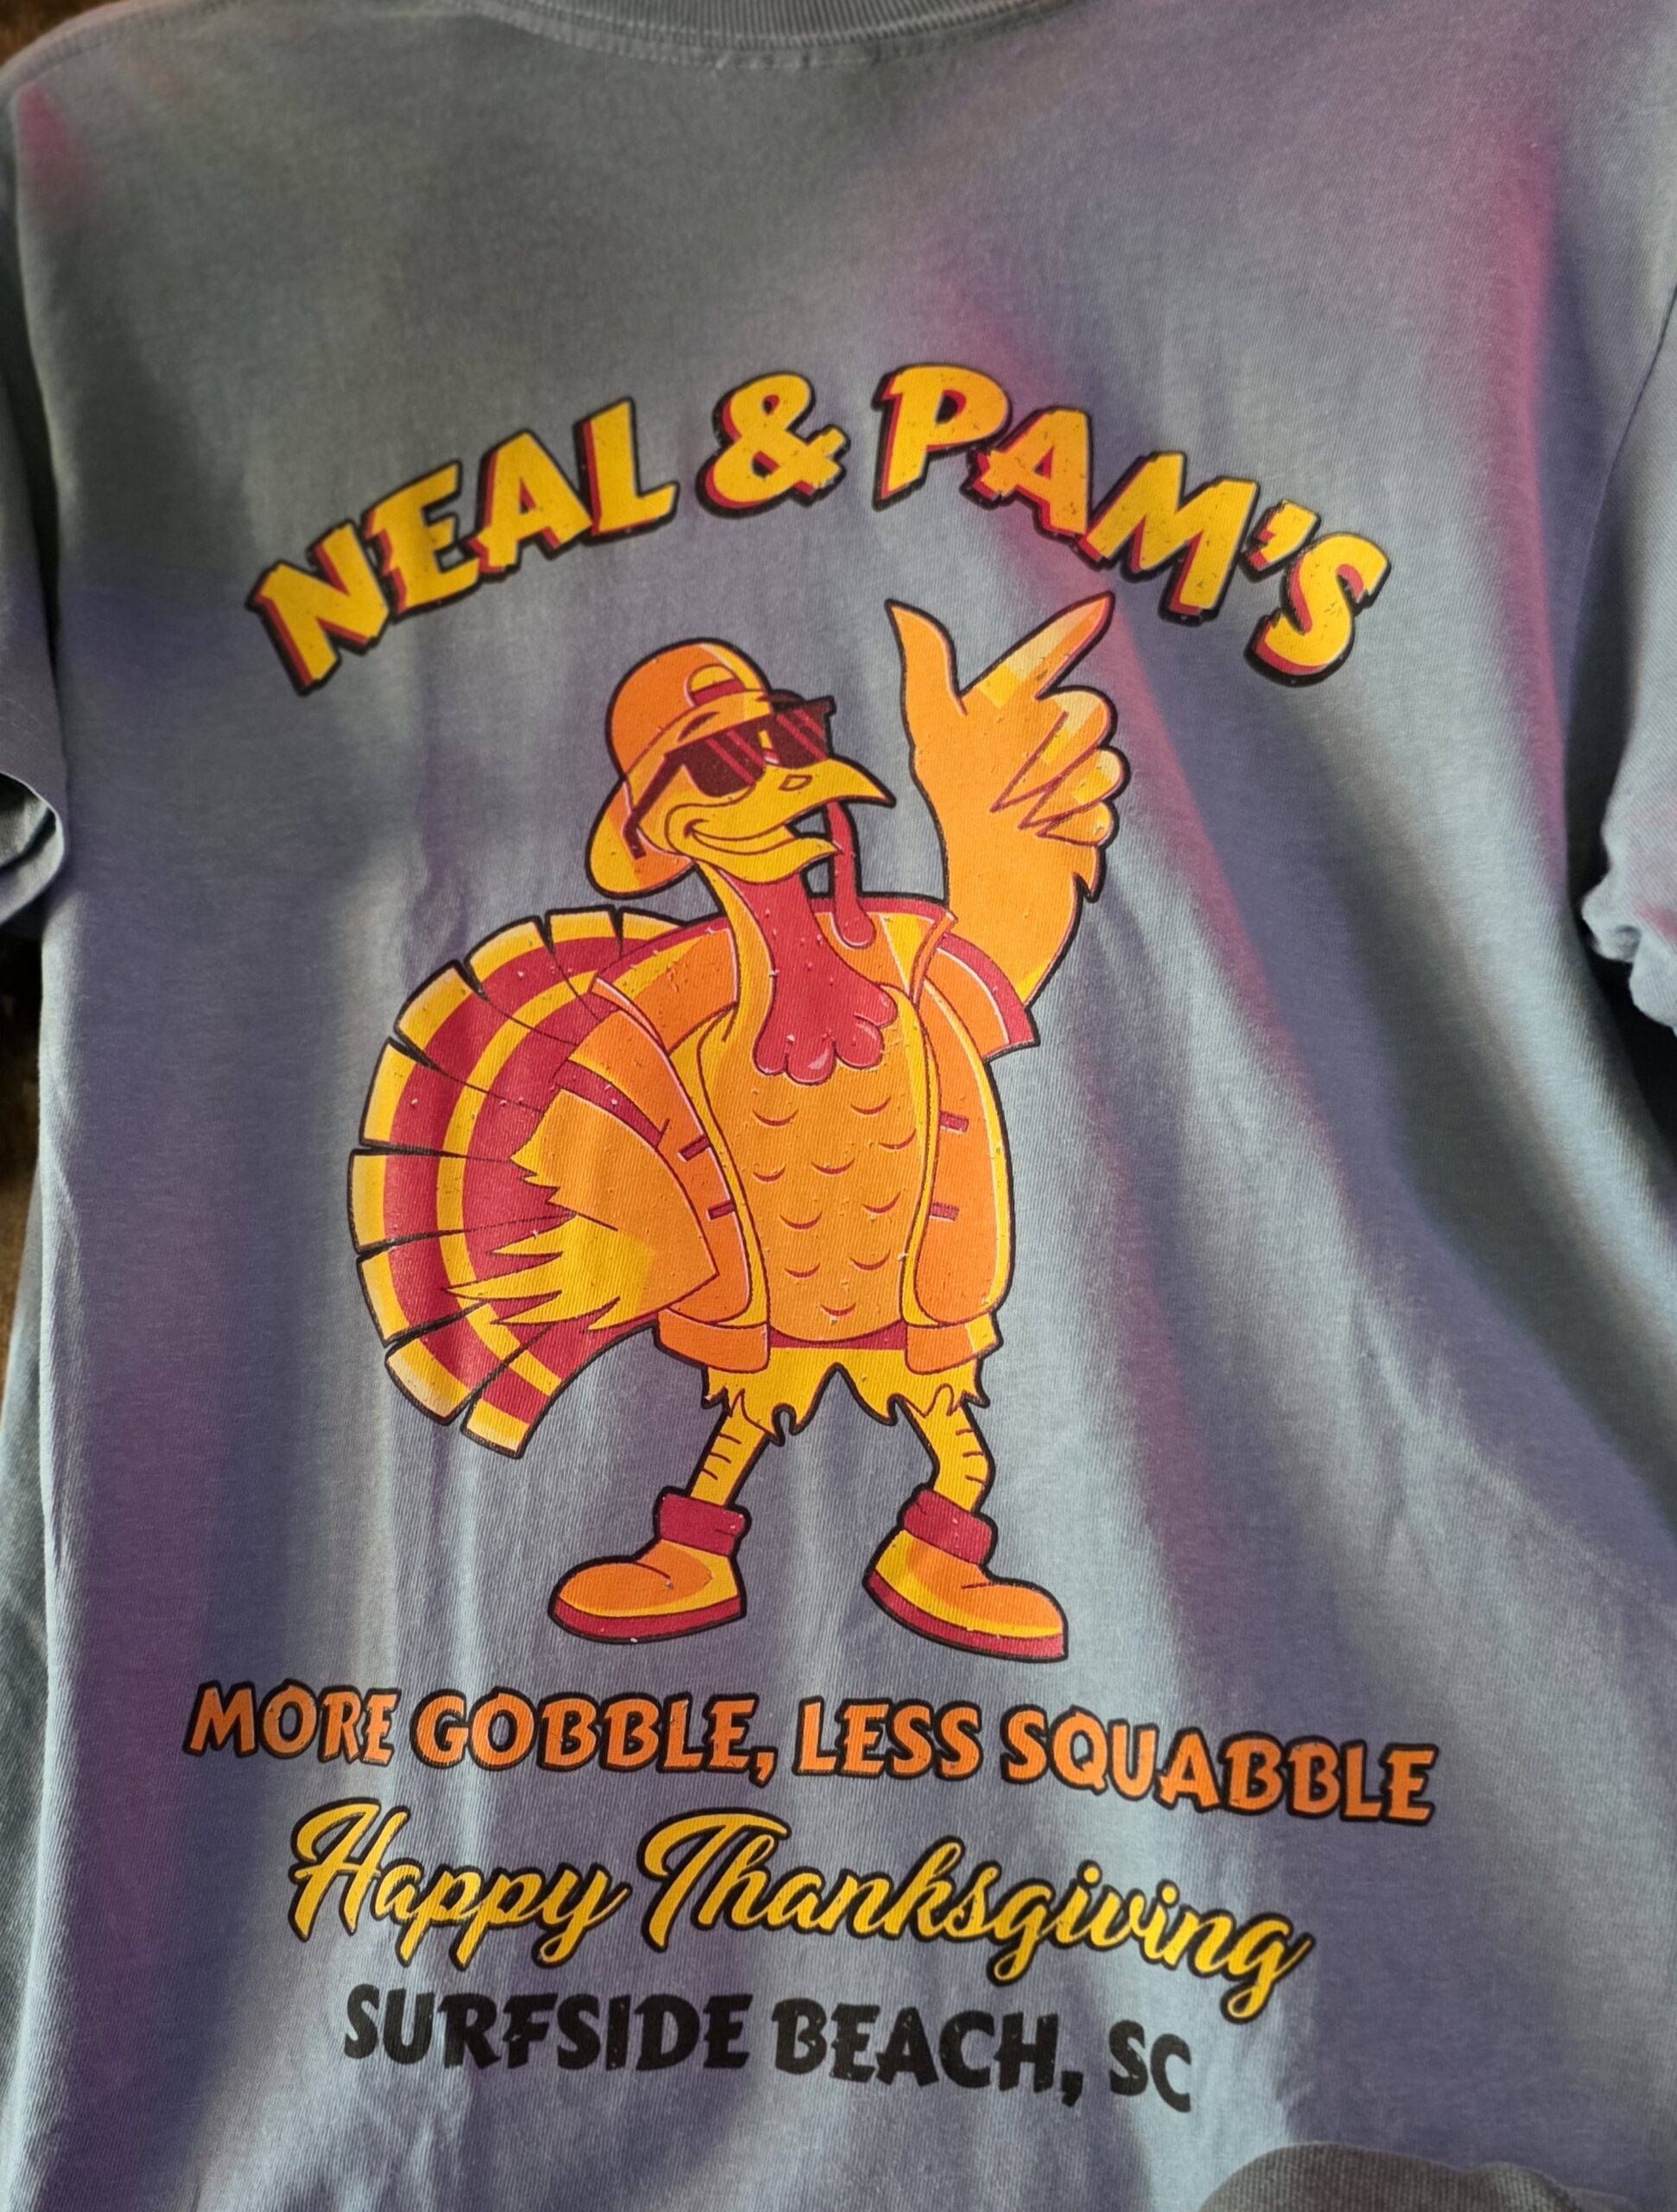 NEAL & PAM'S
MORE GOBBLE, LESS SQUABBLE
Happy Thanksgiving
SURFSIDE BEACH, SC